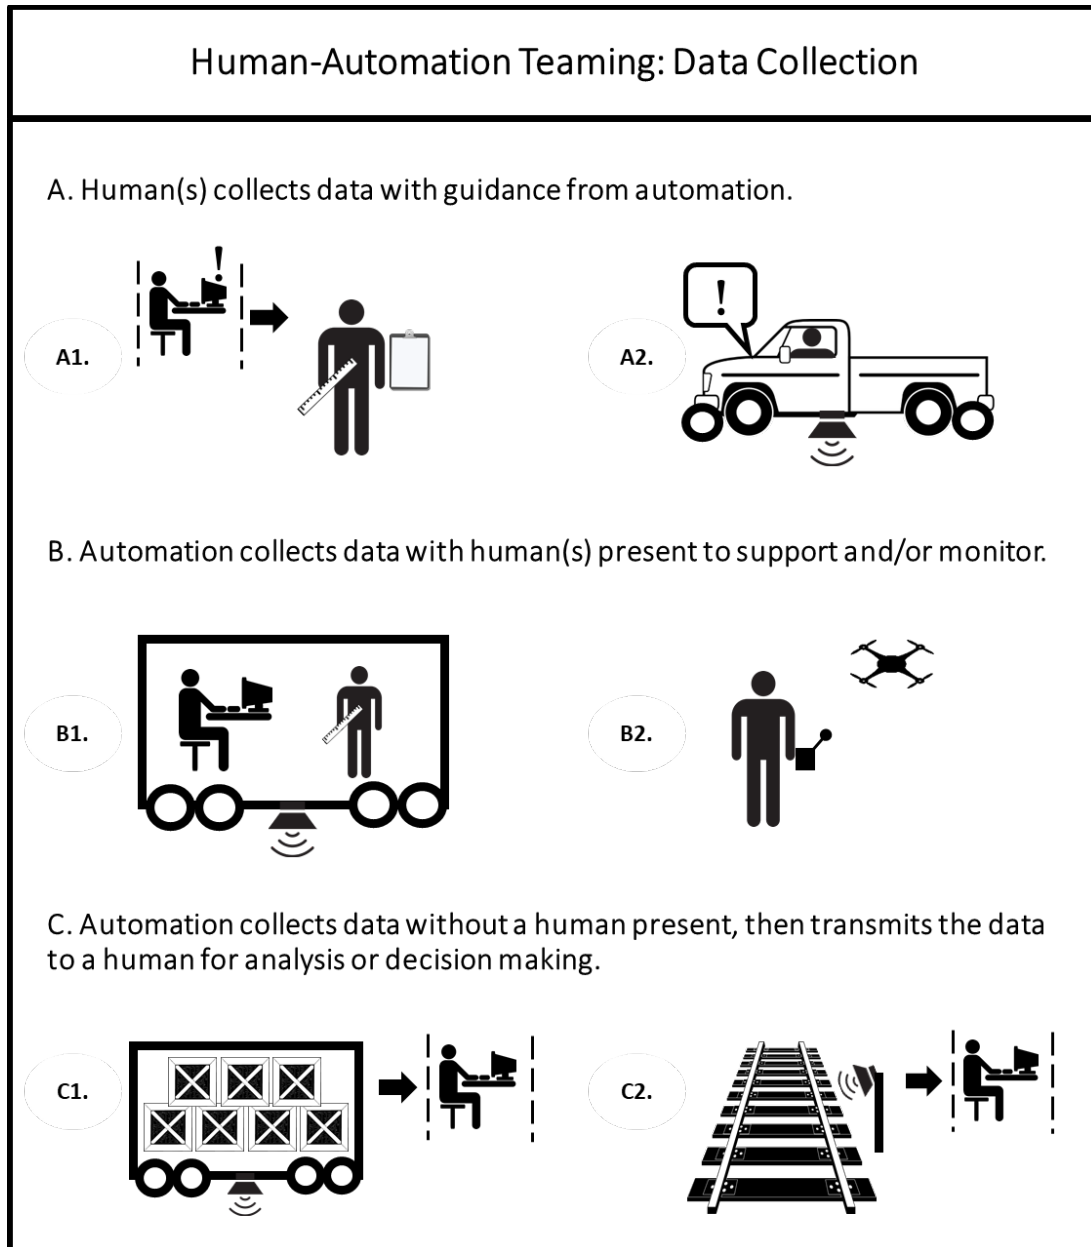 Human-Automation Teaming: Data Collection
A. Human(s) collects data with guidance from automation.
!
A1.
!
A2.
B. Automation collects data with human(s) present to support and/or monitor.
B1.
B2.
C. Automation collects data without a human present, then transmits the data
to a human for analysis or decision making.
C1.
C2.